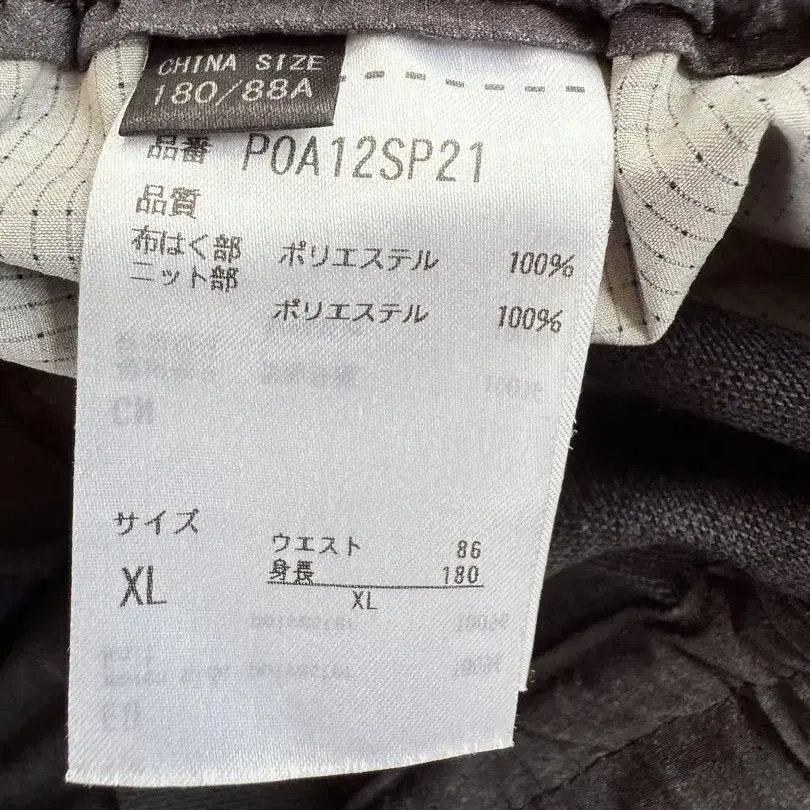 CHINA SIZE
180/88A
品番 POA12SP21
品質
布はく部 ポリエステル 100%
ニット部
ポリエステル 100%
サイズ
XL
ウエスト 86
身長 180
XL